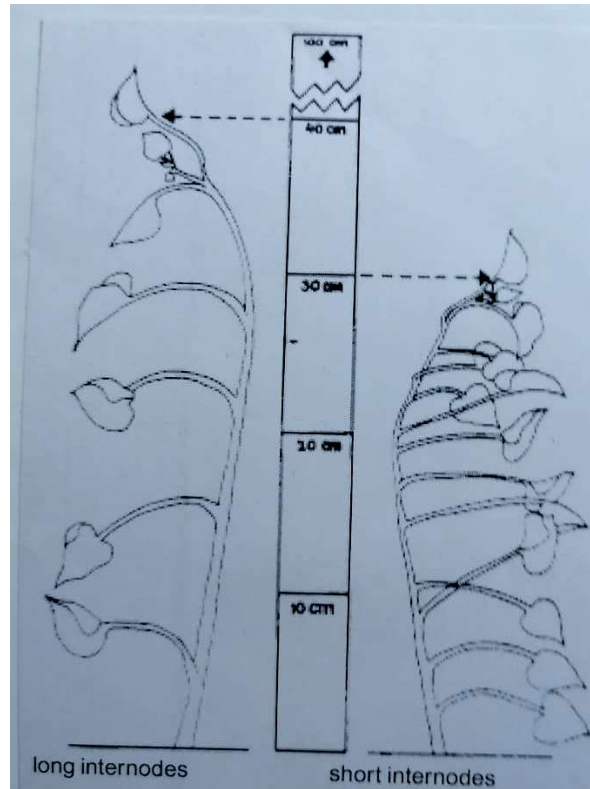 100 cm
40 cm
30 cm
20 cm
10 cm
long internodes
short internodes